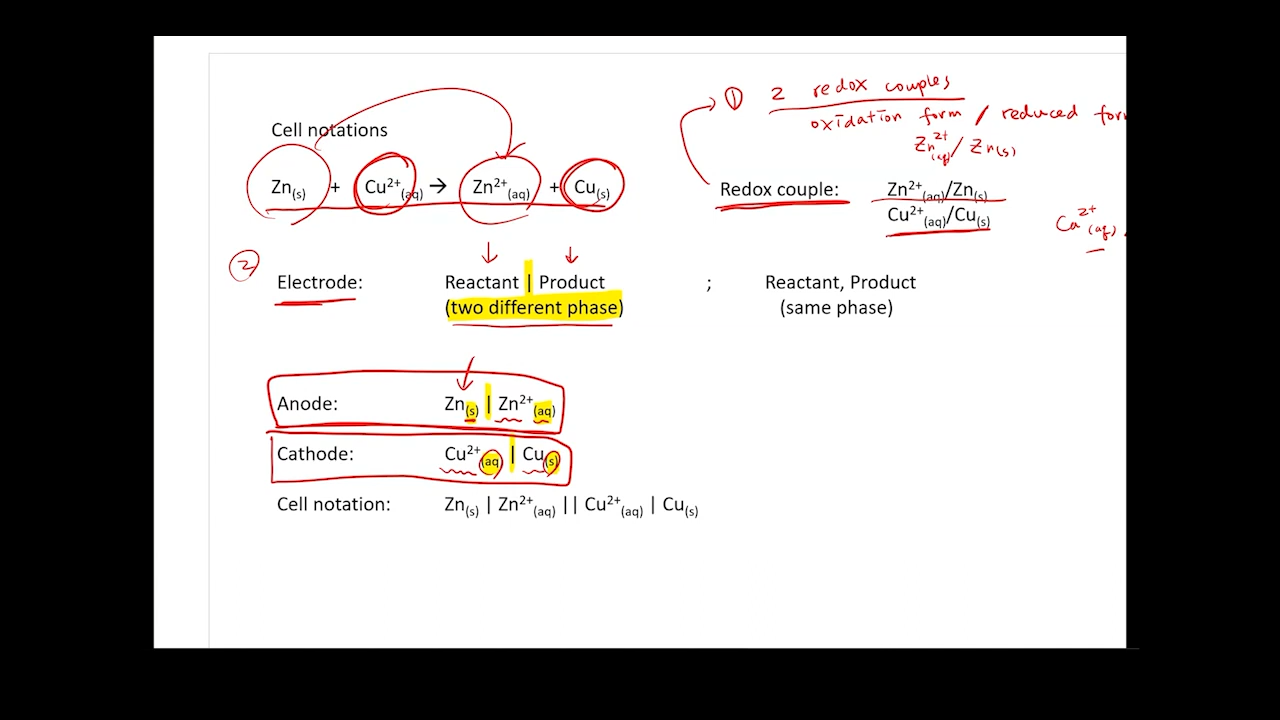 ① 2 redox couples
oxidation form / reduced form
Zn²⁺(aq) / Zn(s)
Cell notations
Zn(s) + Cu²⁺(aq) → Zn²⁺(aq) + Cu(s)
Redox couple: Zn²⁺(aq)/Zn(s)
Cu²⁺(aq)/Cu(s)
Ca²⁺(aq)
②
Electrode: Reactant | Product ; Reactant, Product
(two different phase) (same phase)
Anode: Zn(s) | Zn²⁺(aq)
Cathode: Cu²⁺(aq) | Cu(s)
Cell notation: Zn(s) | Zn²⁺(aq) || Cu²⁺(aq) | Cu(s)